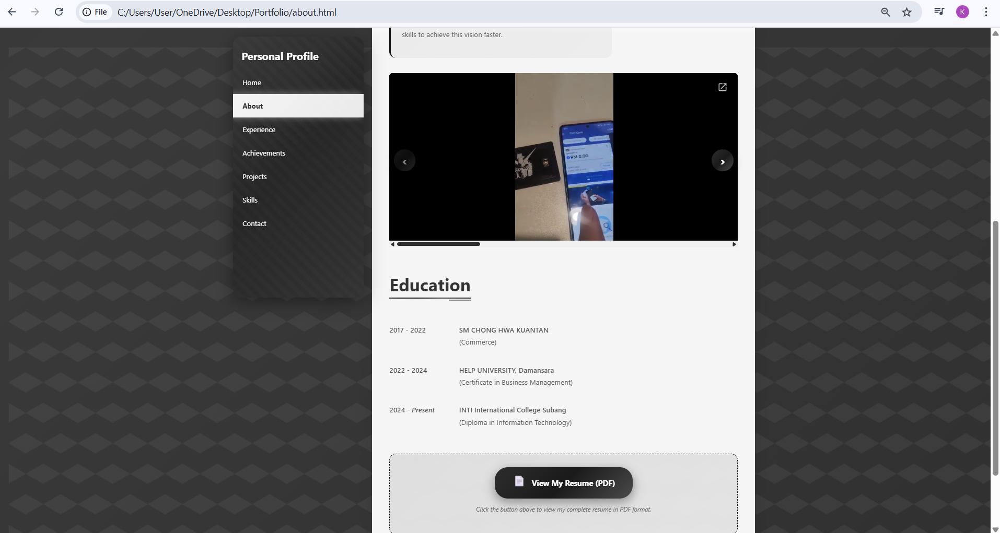 File
C:/Users/User/OneDrive/Desktop/Portfolio/about.html
K
Personal Profile
Home
About
Experience
Achievements
Projects
Skills
Contact
skills to achieve this vision faster.
TNG Card
RM 0.00
Education
2017 - 2022
SM CHONG HWA KUANTAN
(Commerce)
2022 - 2024
HELP UNIVERSITY, Damansara
(Certificate in Business Management)
2024 - Present
INTI International College Subang
(Diploma in Information Technology)
View My Resume (PDF)
Click the button above to view my complete resume in PDF format.